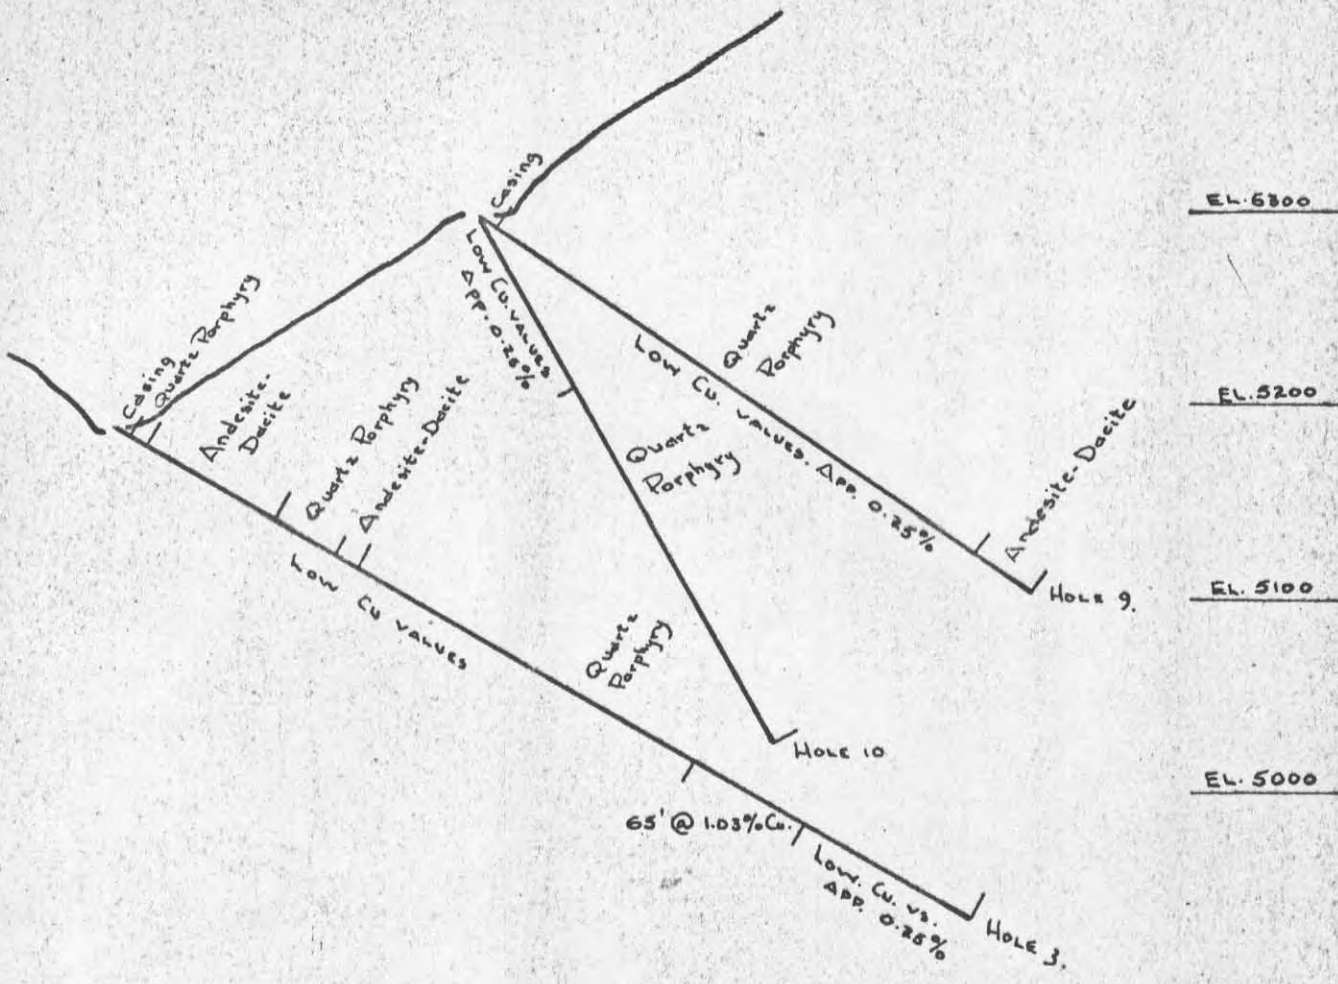 Casing
EL. 5300
Low Cu. values
App. 0.25%
Casing
Quartz Porphyry
Andesite-
Dacite
Quartz Porphyry
Andesite-Dacite
Low Cu values
Quartz
Porphyry
Low Cu. values. App. 0.25%
Quartz
Porphyry
Andesite-Dacite
EL. 5200
Hole 9.
EL. 5100
Quartz
Porphyry
Hole 10
EL. 5000
65' @ 1.03% Cu.
Low. Cu. vs.
App. 0.25%
Hole 3.